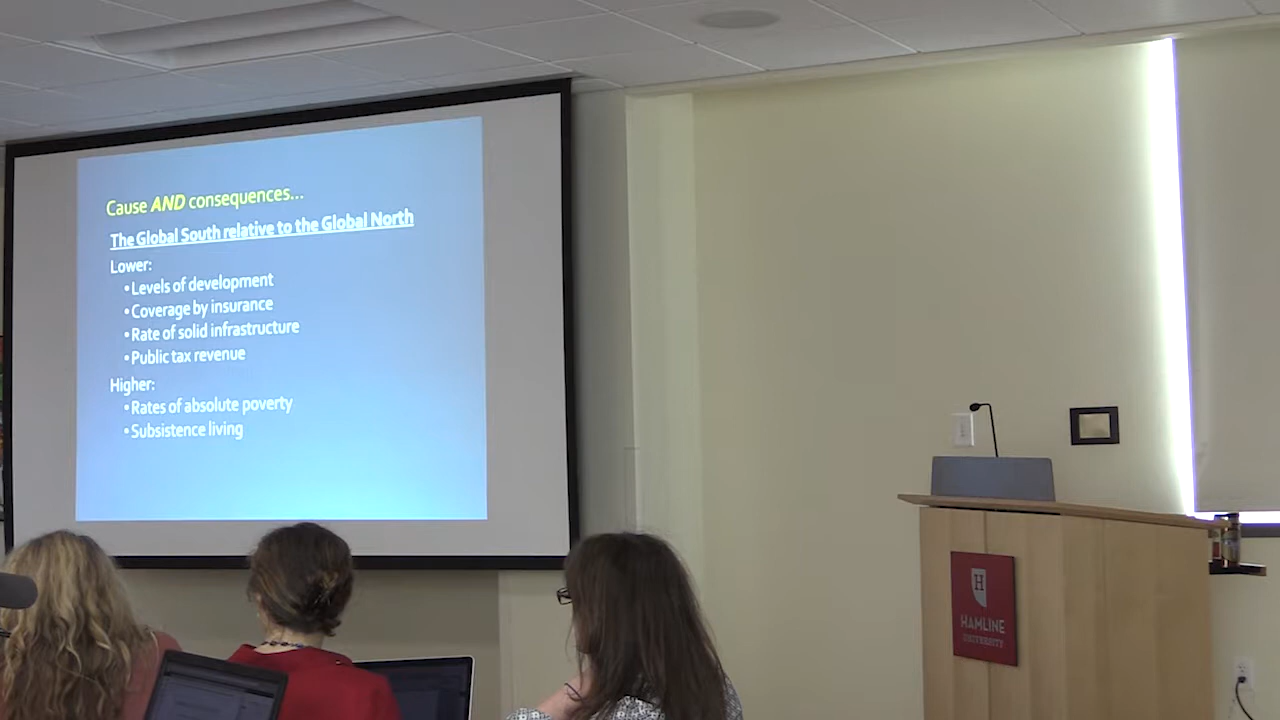 Cause AND consequences...
The Global South relative to the Global North
Lower:
•Levels of development
•Coverage by insurance
•Rate of solid infrastructure
•Public tax revenue
Higher:
•Rates of absolute poverty
•Subsistence living
H
HAMLINE
UNIVERSITY